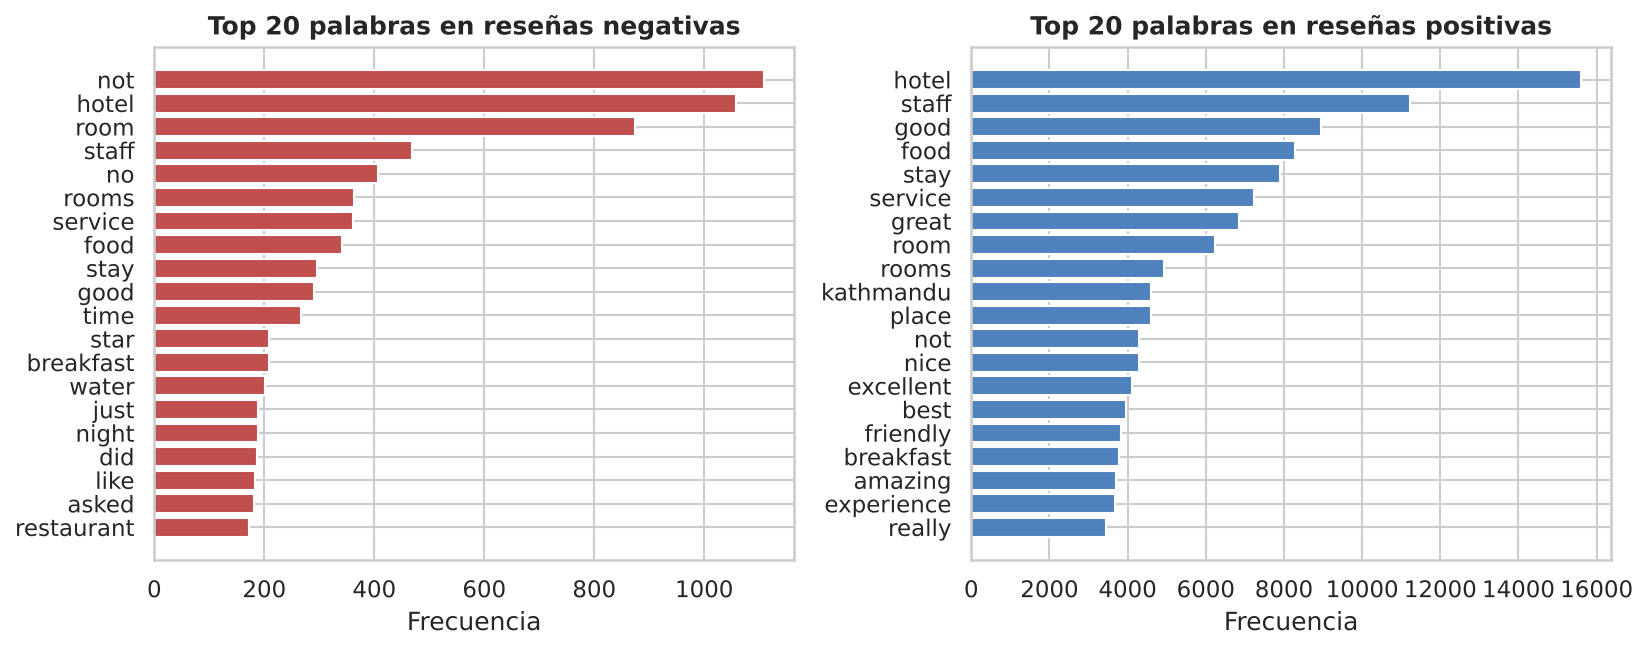 Top 20 palabras en reseñas negativas
not
hotel
room
staff
no
rooms
service
food
stay
good
time
star
breakfast
water
just
night
did
like
asked
restaurant
0 200 400 600 800 1000
Frecuencia
Top 20 palabras en reseñas positivas
hotel
staff
good
food
stay
service
great
room
rooms
kathmandu
place
not
nice
excellent
best
friendly
breakfast
amazing
experience
really
0 2000 4000 6000 8000 10000 12000 14000 16000
Frecuencia